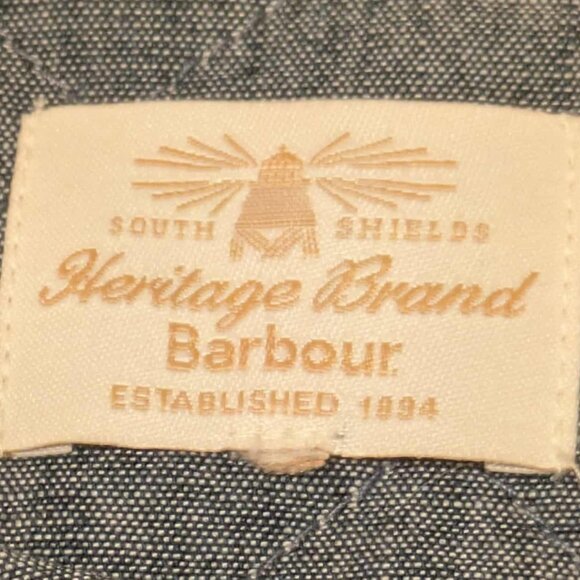 SOUTH SHIELDS
Heritage Brand
Barbour.
ESTABLISHED 1894